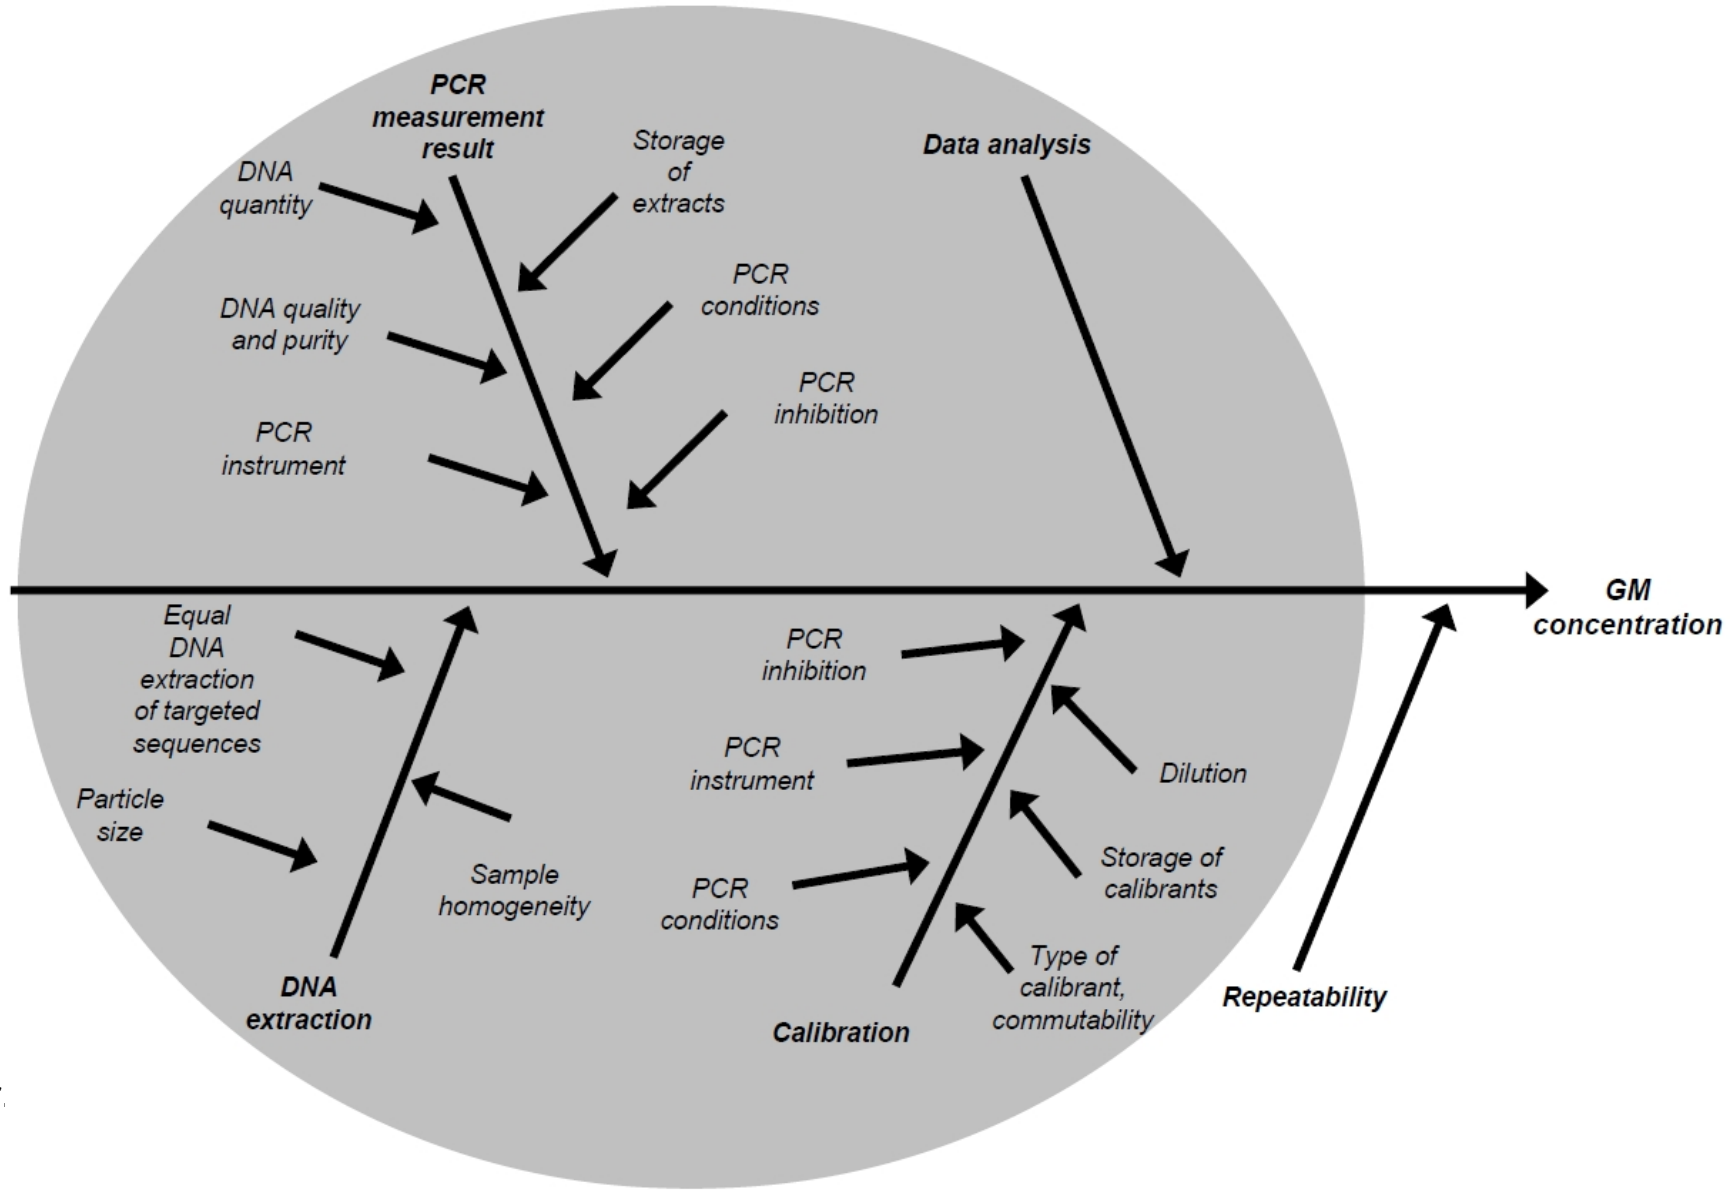 PCR
measurement
result
Storage
of
extracts
Data analysis
DNA
quantity
PCR
conditions
DNA quality
and purity
PCR
inhibition
PCR
instrument
GM
concentration
Equal
DNA
extraction
of targeted
sequences
PCR
inhibition
PCR
instrument
Dilution
Particle
size
Storage of
calibrants
Sample
homogeneity
PCR
conditions
Type of
calibrant,
commutability
DNA
extraction
Calibration
Repeatability